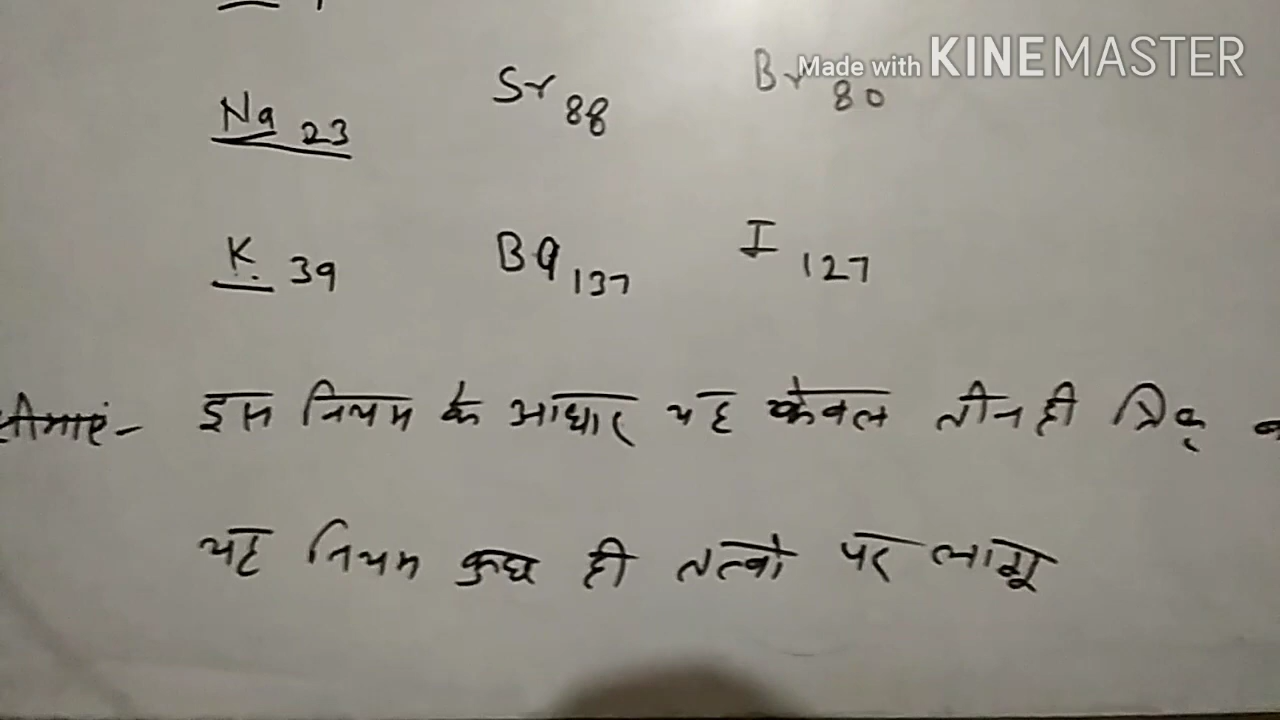 Made with KINEMASTER
Na 23 Sr 88 Br 80
K 39 Ba 137 I 127
सीमाएं- इस नियम के आधार यह केवल तीन ही त्रिक्
यह नियम कुछ ही तत्वो पर लागू